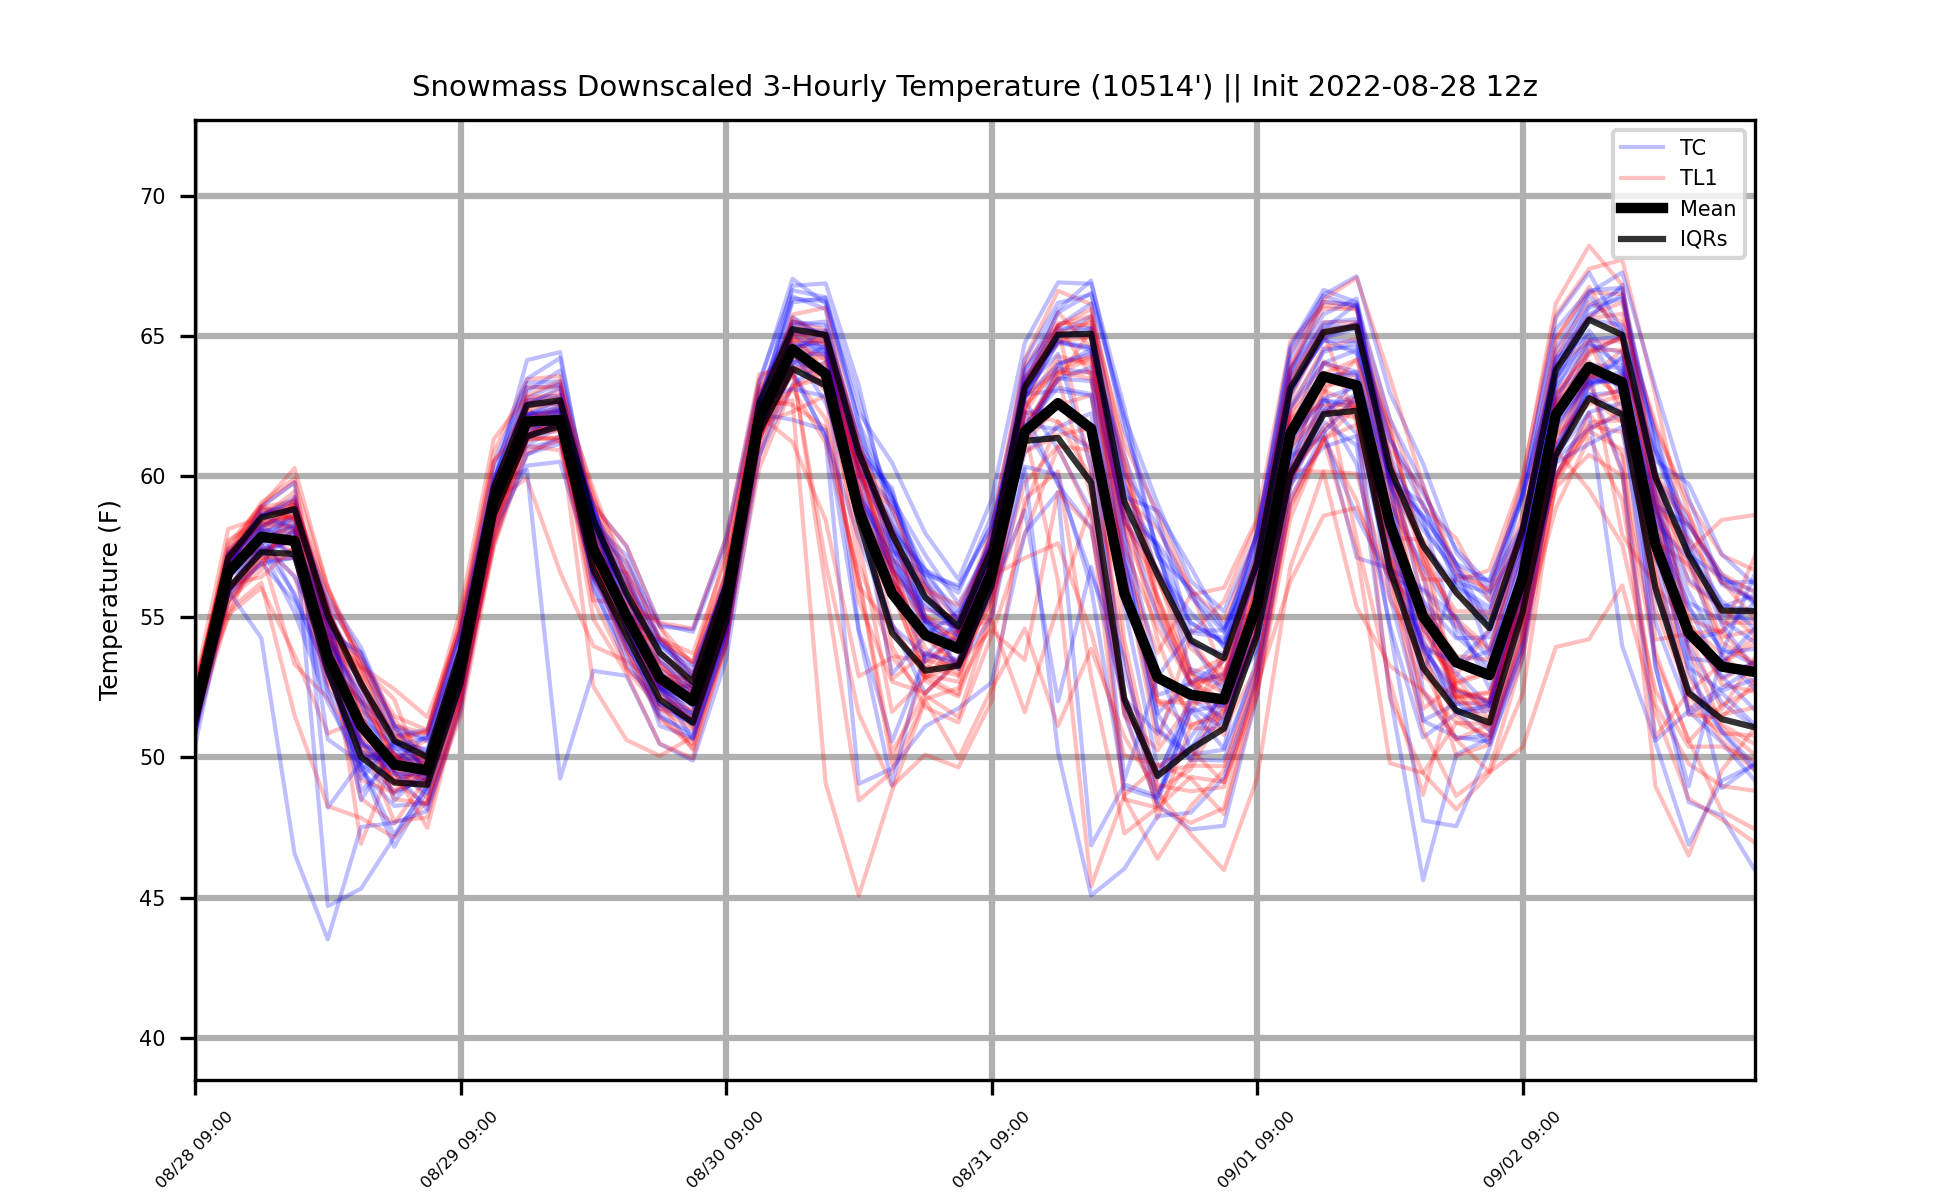 Snowmass Downscaled 3-Hourly Temperature (10514') || Init 2022-08-28 12z
TC
TL1
Mean
IQRs
Temperature (F)
70
65
60
55
50
45
40
08/28 09:00
08/29 09:00
08/30 09:00
08/31 09:00
09/01 09:00
09/02 09:00